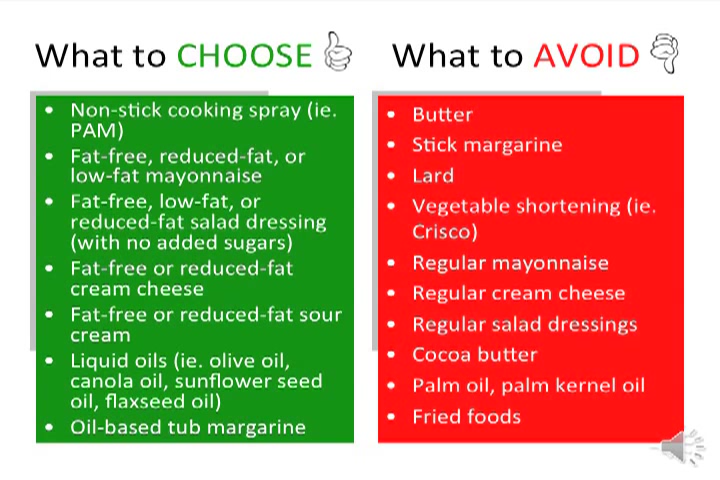 What to CHOOSE
• Non-stick cooking spray (ie.
PAM)
• Fat-free, reduced-fat, or
low-fat mayonnaise
• Fat-free, low-fat, or
reduced-fat salad dressing
(with no added sugars)
• Fat-free or reduced-fat
cream cheese
• Fat-free or reduced-fat sour
cream
• Liquid oils (ie. olive oil,
canola oil, sunflower seed
oil, flaxseed oil)
• Oil-based tub margarine
What to AVOID
• Butter
• Stick margarine
• Lard
• Vegetable shortening (ie.
Crisco)
• Regular mayonnaise
• Regular cream cheese
• Regular salad dressings
• Cocoa butter
• Palm oil, palm kernel oil
• Fried foods